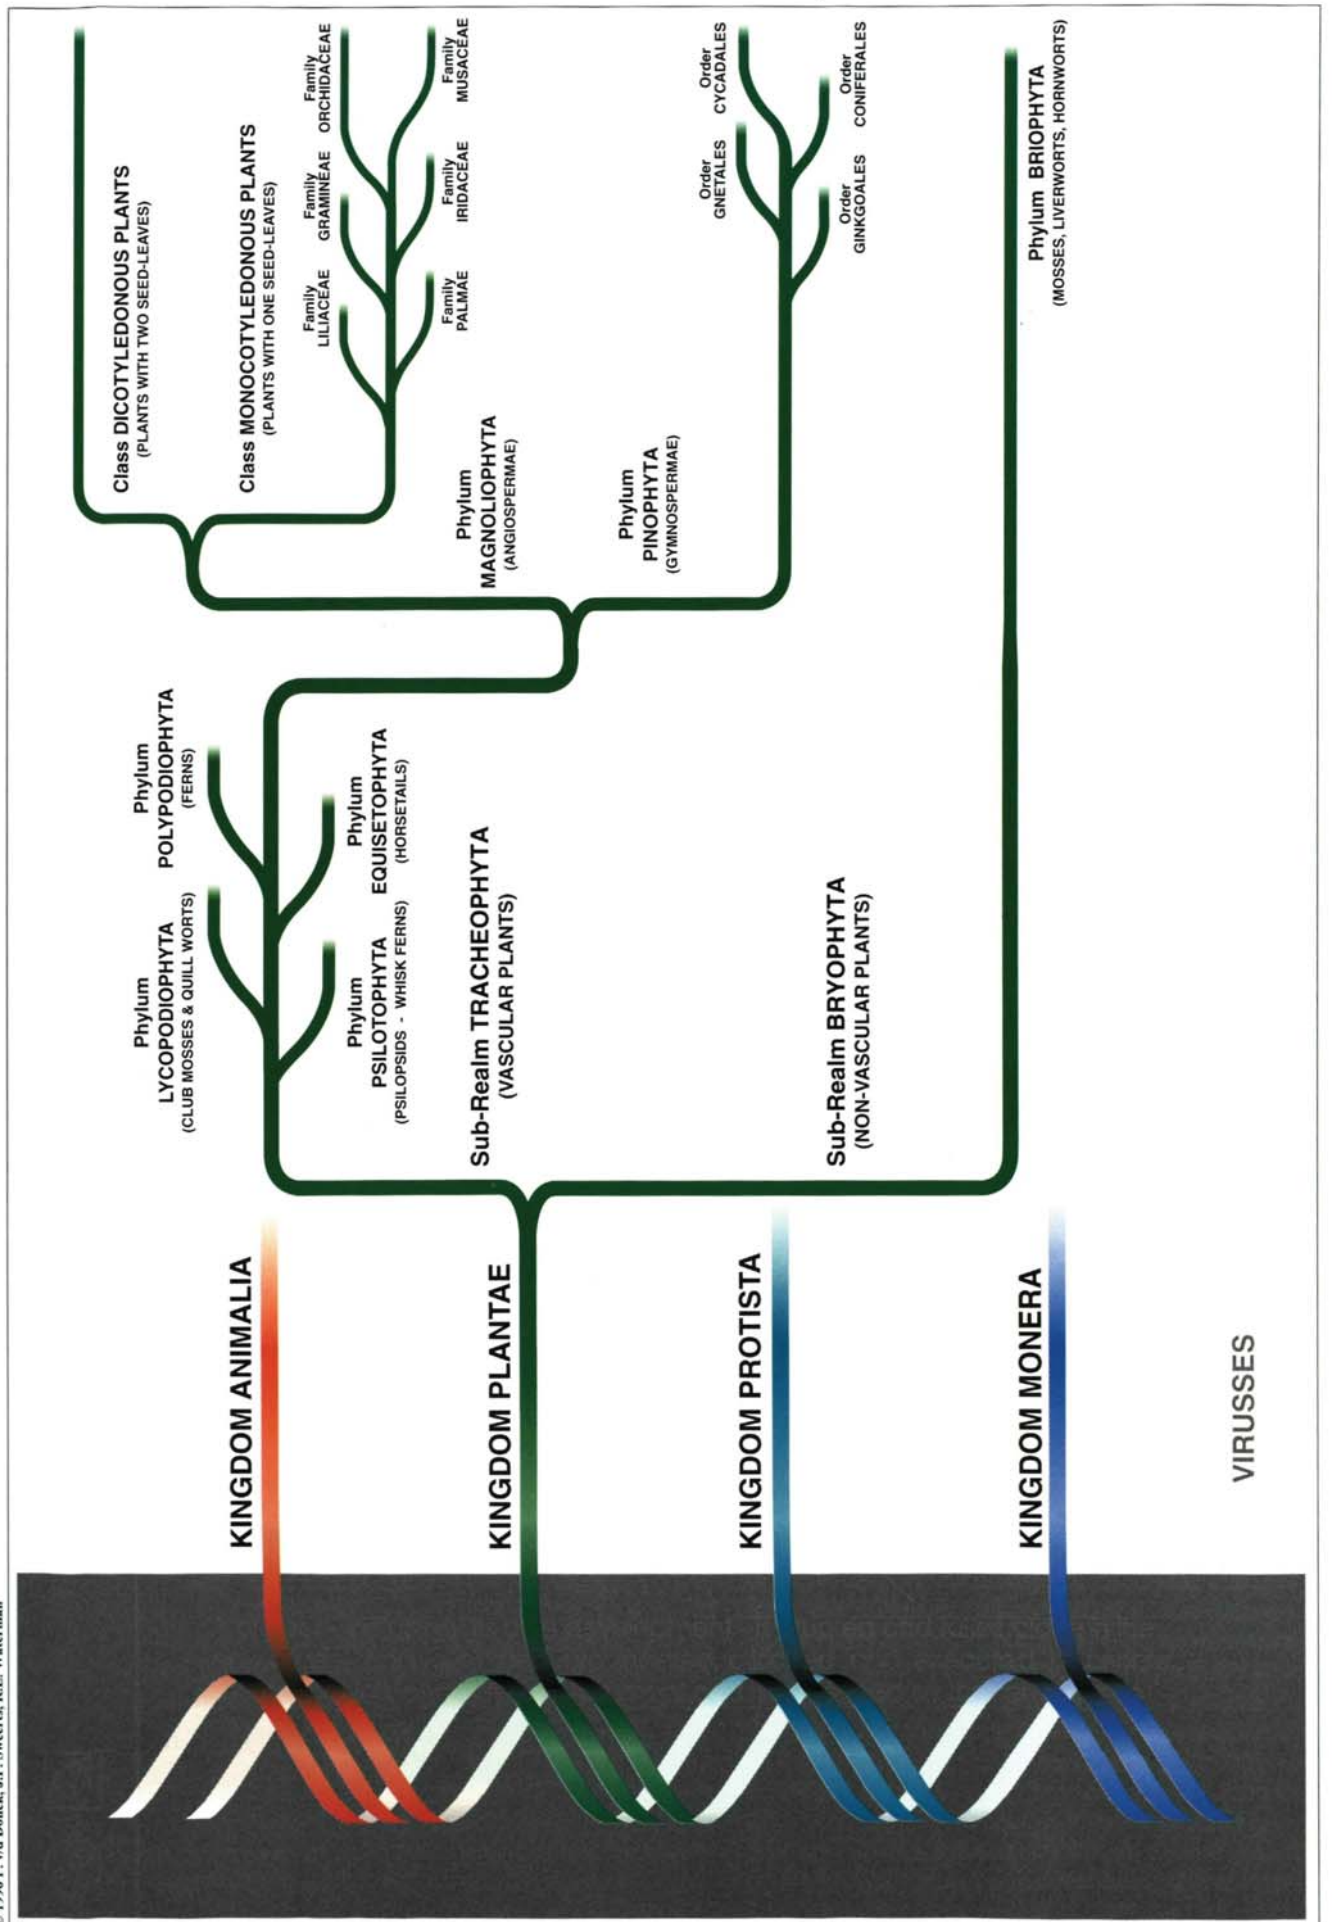 KINGDOM ANIMALIA
KINGDOM PLANTAE
KINGDOM PROTISTA
KINGDOM MONERA
VIRUSSES
Sub-Realm TRACHEOPHYTA
(VASCULAR PLANTS)
Sub-Realm BRYOPHYTA
(NON-VASCULAR PLANTS)
Phylum
LYCOPODIOPHYTA
(CLUB MOSSES & QUILL WORTS)
Phylum
POLYPODIOPHYTA
(FERNS)
Phylum
PSILOTOPHYTA
(PSILOPSIDS - WHISK FERNS)
Phylum
EQUISETOPHYTA
(HORSETAILS)
Phylum
MAGNOLIOPHYTA
(ANGIOSPERMAE)
Phylum
PINOPHYTA
(GYMNOSPERMAE)
Class DICOTYLEDONOUS PLANTS
(PLANTS WITH TWO SEED-LEAVES)
Class MONOCOTYLEDONOUS PLANTS
(PLANTS WITH ONE SEED-LEAVES)
Family
LILIACEAE
Family
GRAMINEAE
Family
ORCHIDACEAE
Family
PALMAE
Family
IRIDACEAE
Family
MUSACEAE
Order
GNETALES
Order
CYCADALES
Order
GINKGOALES
Order
CONIFERALES
Phylum BRIOPHYTA
(MOSSES, LIVERWORTS, HORNWORTS)